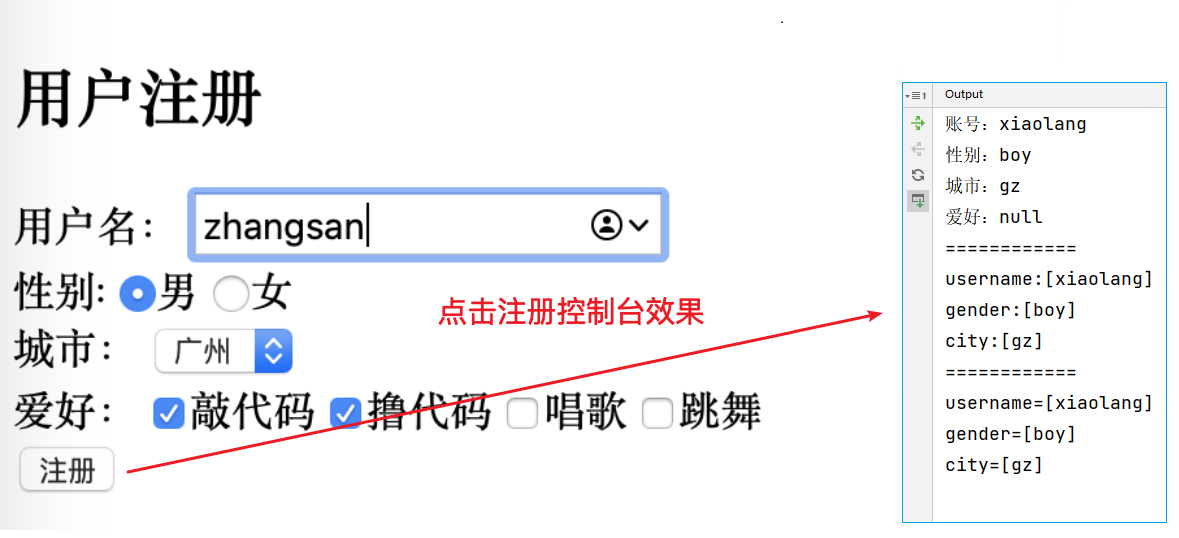 用户注册
用户名： zhangsan
性别: 男 女
城市： 广州
爱好： 敲代码 撸代码 唱歌 跳舞
注册
点击注册控制台效果
1 Output
账号：xiaolang
性别：boy
城市：gz
爱好：null
============
username:[xiaolang]
gender:[boy]
city:[gz]
============
username=[xiaolang]
gender=[boy]
city=[gz]